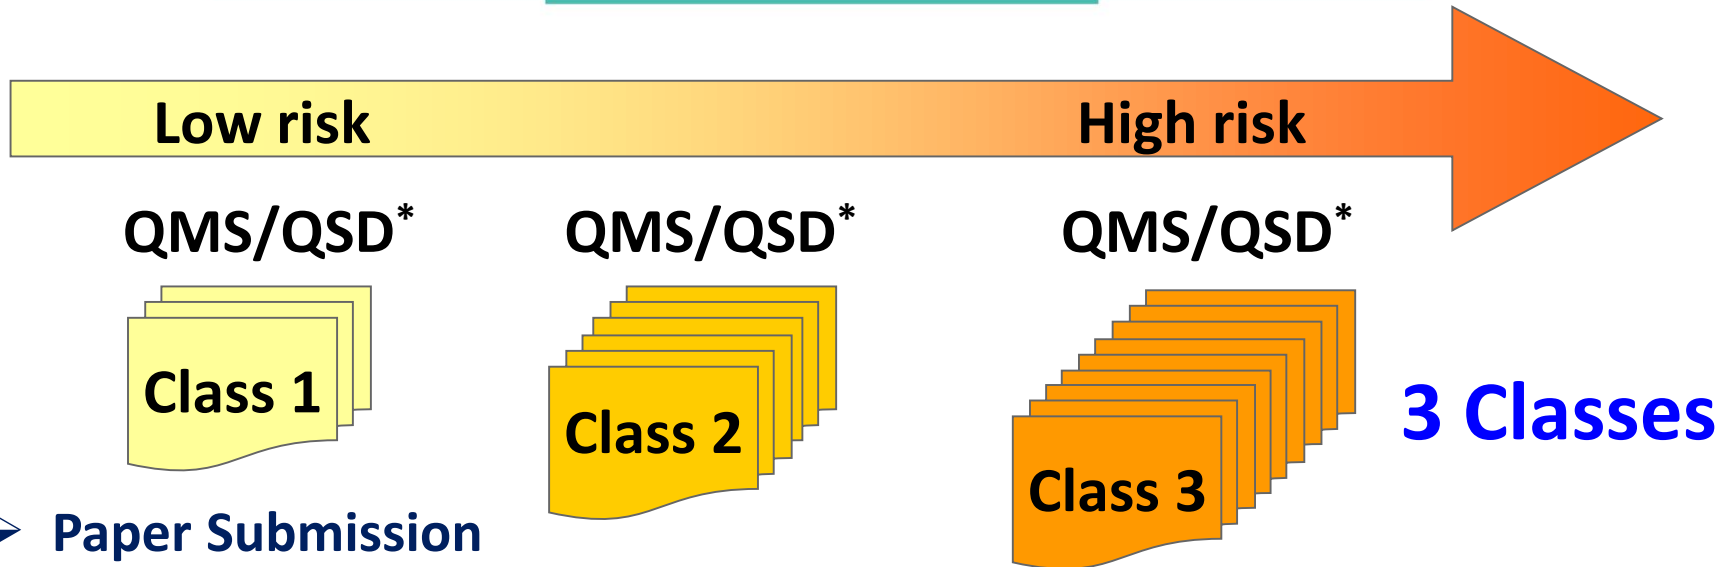 Low risk
High risk
QMS/QSD*
QMS/QSD*
QMS/QSD*
Class 1
Class 2
Class 3
3 Classes
➢ Paper Submission